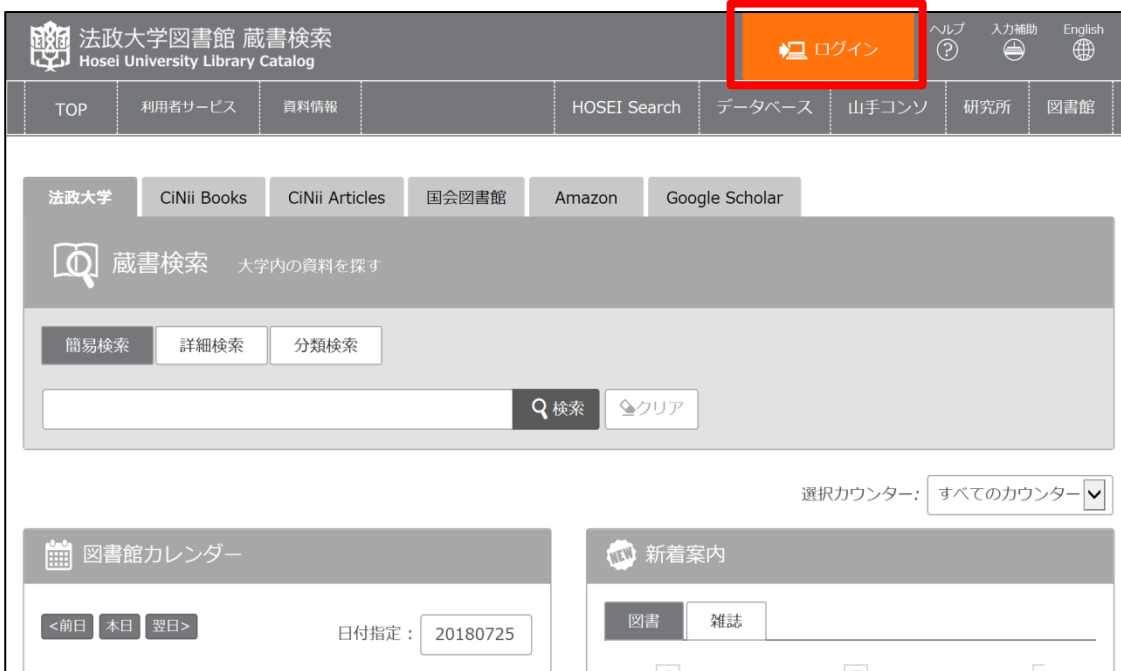 法政大学図書館 蔵書検索
Hosei University Library Catalog
ログイン
ヘルプ
入力補助
English
TOP 利用者サービス 資料情報 HOSEI Search データベース 山手コンソ 研究所 図書館
法政大学 CiNii Books CiNii Articles 国会図書館 Amazon Google Scholar
蔵書検索 大学内の資料を探す
簡易検索 詳細検索 分類検索
検索 クリア
選択カウンター: すべてのカウンター
図書館カレンダー
<前日 本日 翌日> 日付指定: 20180725
NEW 新着案内
図書 雑誌